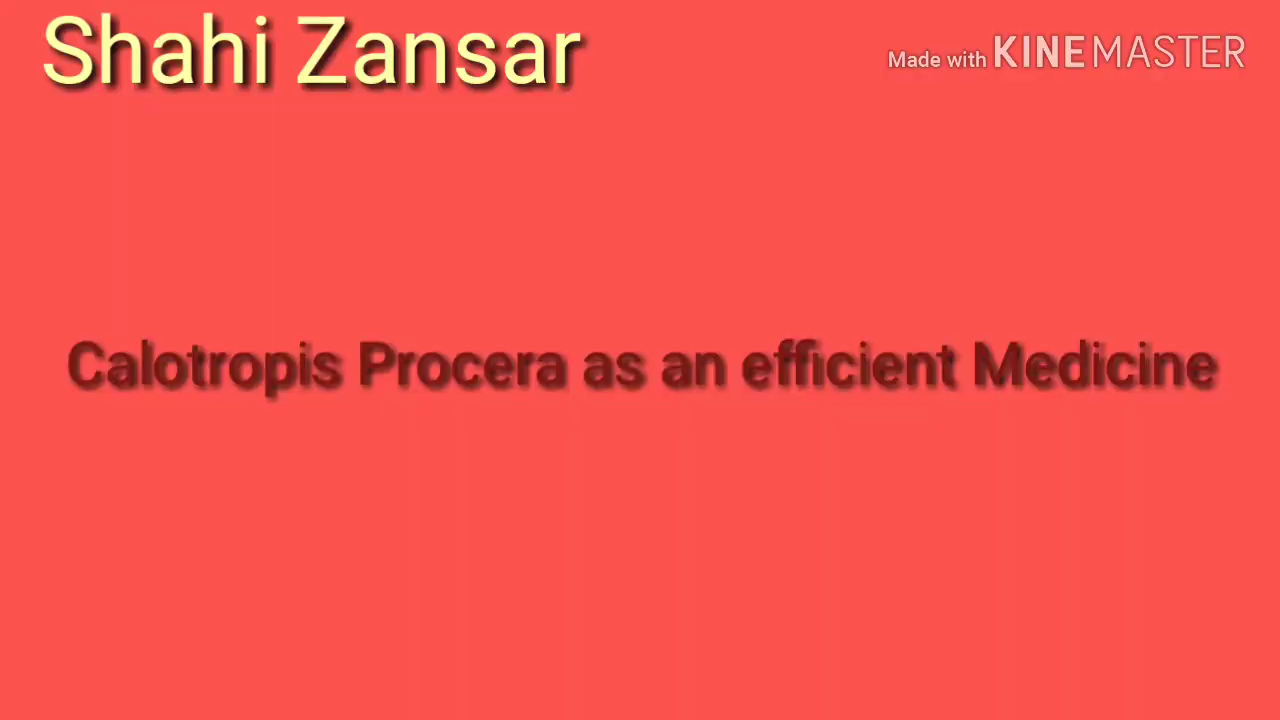 Shahi Zansar
Made with KINEMASTER
Calotropis Procera as an efficient Medicine